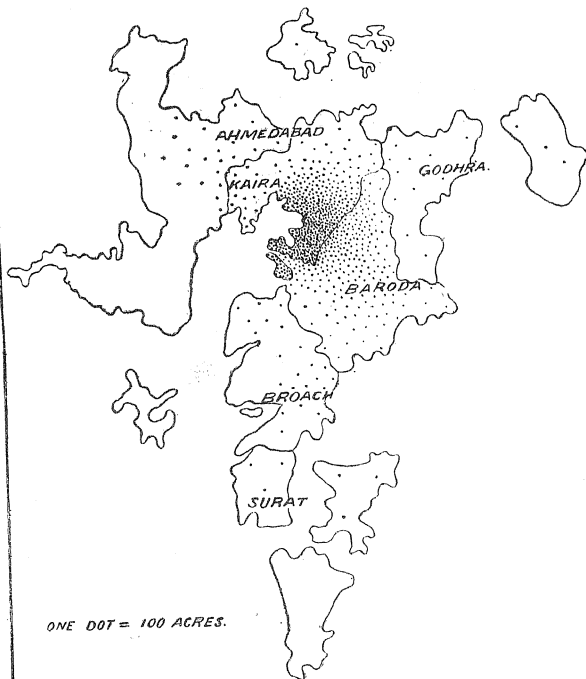 AHMEDABAD
KAIRA
GODHRA.
BARODA
BROACH
SURAT
ONE DOT = 100 ACRES.